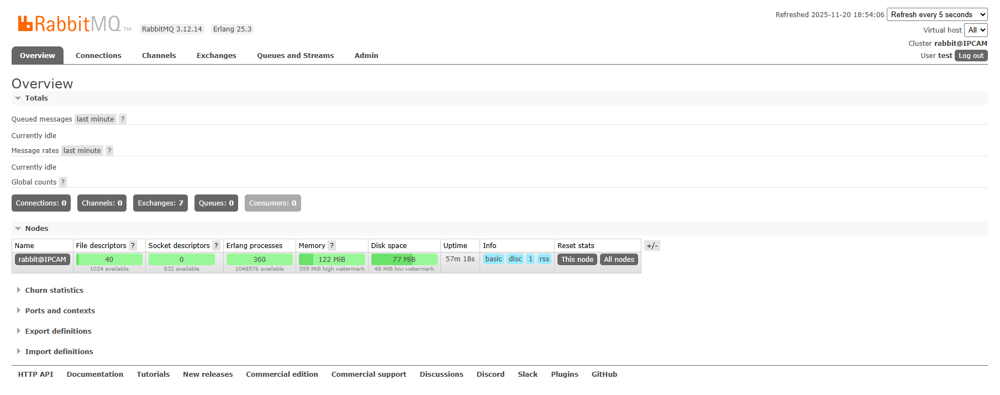 RabbitMQ TM RabbitMQ 3.12.14 Erlang 25.3
Refreshed 2025-11-20 18:54:06 Refresh every 5 seconds
Virtual host All
Cluster rabbit@IPCAM
User test Log out
Overview Connections Channels Exchanges Queues and Streams Admin
Overview
Totals
Queued messages last minute ?
Currently idle
Message rates last minute ?
Currently idle
Global counts ?
Connections: 0 Channels: 0 Exchanges: 7 Queues: 0 Consumers: 0
Nodes
Name File descriptors ? Socket descriptors ? Erlang processes Memory ? Disk space Uptime Info Reset stats +/-
rabbit@IPCAM 40 0 360 122 MiB 77 MiB 57m 18s basic disc 1 rss This node All nodes
1024 available 832 available 1048576 available 559 MiB high watermark 48 MiB low watermark
Churn statistics
Ports and contexts
Export definitions
Import definitions
HTTP API Documentation Tutorials New releases Commercial edition Commercial support Discussions Discord Slack Plugins GitHub